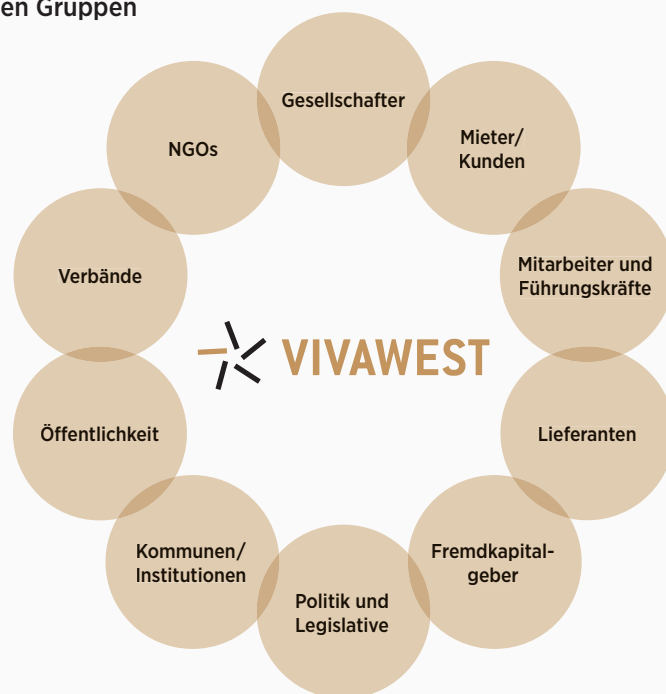 en Gruppen
Gesellschafter
Mieter/
Kunden
Mitarbeiter und
Führungskräfte
Lieferanten
Fremdkapital-
geber
Politik und
Legislative
Kommunen/
Institutionen
Öffentlichkeit
Verbände
NGOs
VIVAWEST